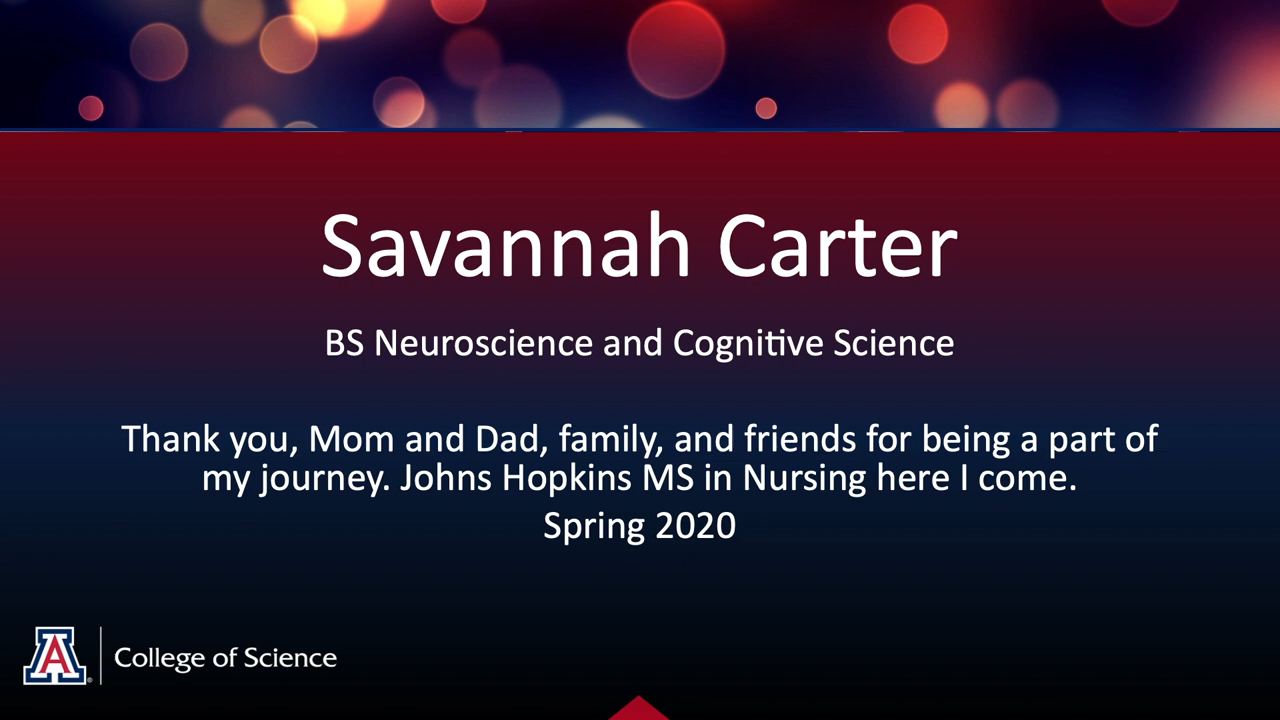 Savannah Carter
BS Neuroscience and Cognitive Science
Thank you, Mom and Dad, family, and friends for being a part of
my journey. Johns Hopkins MS in Nursing here I come.
Spring 2020
A College of Science